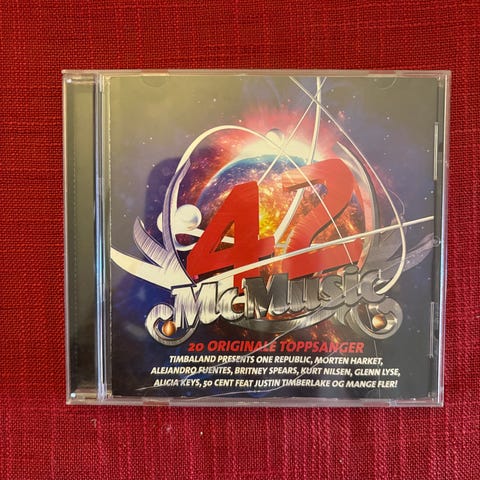 42
McMusic
20 ORIGINALE TOPPSANGER
TIMBALAND PRESENTS ONE REPUBLIC, MORTEN HARKET,
ALEJANDRO FUENTES, BRITNEY SPEARS, KURT NILSEN, GLENN LYSE,
ALICIA KEYS, 50 CENT FEAT JUSTIN TIMBERLAKE OG MANGE FLER!